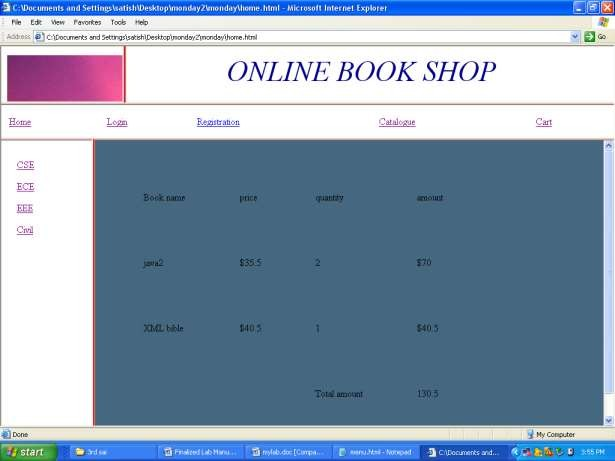 C:\Documents and Settings\satish\Desktop\monday2\monday\home.html - Microsoft Internet Explorer
File Edit View Favorites Tools Help
Address C:\Documents and Settings\satish\Desktop\monday2\monday\home.html Go
ONLINE BOOK SHOP
Home Login Registration Catalogue Cart
CSE
ECE
EEE
Civil
Book name price quantity amount
java2 $35.5 2 $70
XML bible $40.5 1 $40.5
Total amount 130.5
Done My Computer
start 3rd sai Finalized Lab Manu... mylab.doc [Compa... menu.html - Notepad C:\Documents and... 3:55 PM